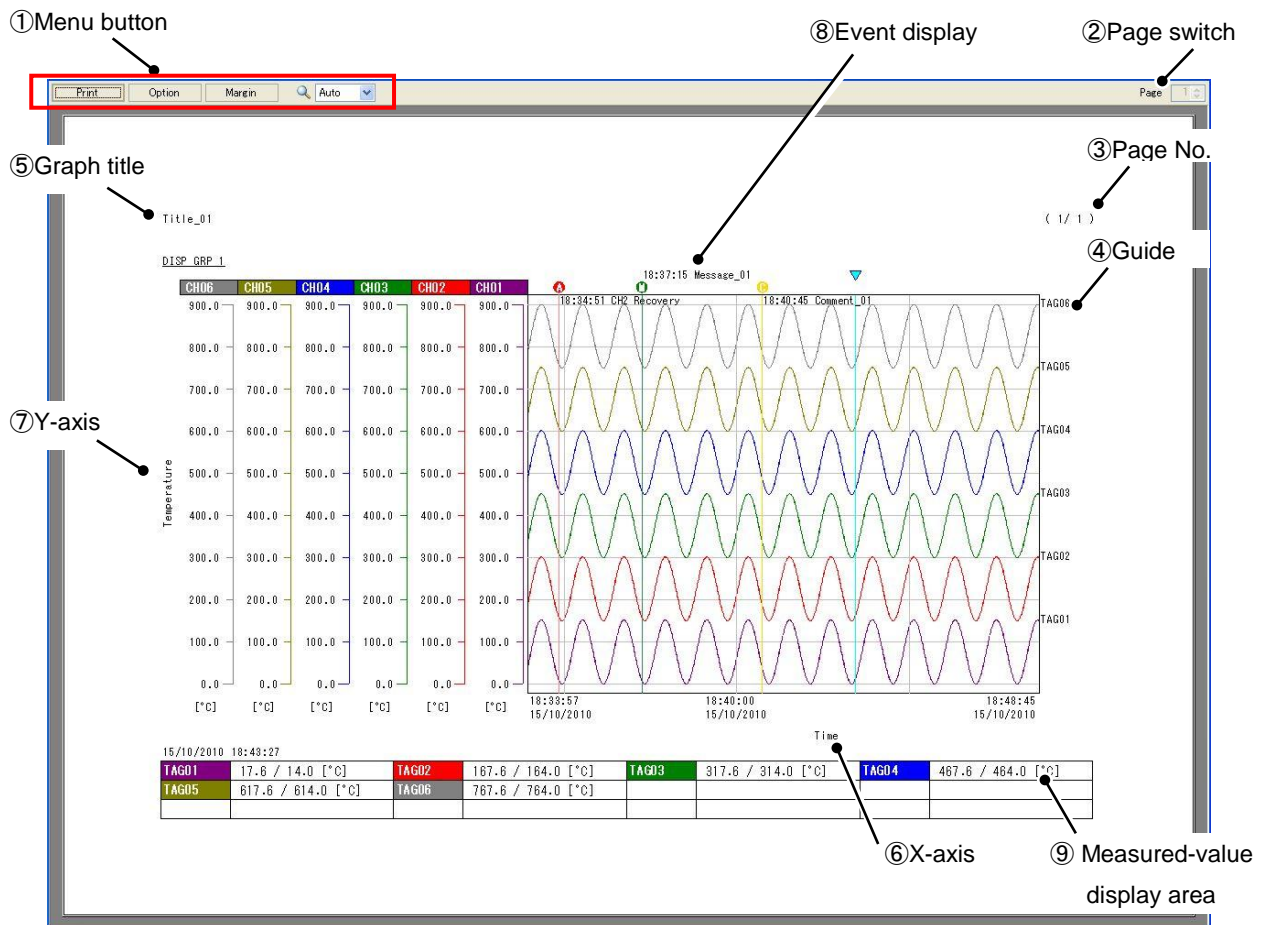 ①Menu button
⑧Event display
②Page switch
Print Option Margin Auto Page 1
⑤Graph title
③Page No.
Title_01
( 1/ 1 )
④Guide
DISP GRP 1
18:37:15 Message_01
CH06 CH05 CH04 CH03 CH02 CH01 A M C
18:34:51 CH2 Recovery 18:40:45 Comment_01
900.0 900.0 900.0 900.0 900.0 900.0 TAG06
800.0 800.0 800.0 800.0 800.0 800.0
TAG05
700.0 700.0 700.0 700.0 700.0 700.0
⑦Y-axis
600.0 600.0 600.0 600.0 600.0 600.0 TAG04
Temperature
500.0 500.0 500.0 500.0 500.0 500.0
TAG03
400.0 400.0 400.0 400.0 400.0 400.0
300.0 300.0 300.0 300.0 300.0 300.0 TAG02
200.0 200.0 200.0 200.0 200.0 200.0
TAG01
100.0 100.0 100.0 100.0 100.0 100.0
0.0 0.0 0.0 0.0 0.0 0.0
[°C] [°C] [°C] [°C] [°C] [°C]
18:33:57 18:40:00 18:48:45
15/10/2010 15/10/2010 15/10/2010
Time
15/10/2010 18:43:27
TAG01 17.6 / 14.0 [°C] TAG02 167.6 / 164.0 [°C] TAG03 317.6 / 314.0 [°C] TAG04 467.6 / 464.0 [°C]
TAG05 617.6 / 614.0 [°C] TAG06 767.6 / 764.0 [°C]
⑥X-axis
⑨ Measured-value
display area